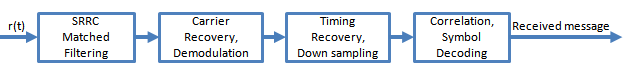 r(t)
SRRC
Matched
Filtering
Carrier
Recovery,
Demodulation
Timing
Recovery,
Down sampling
Correlation,
Symbol
Decoding
Received message